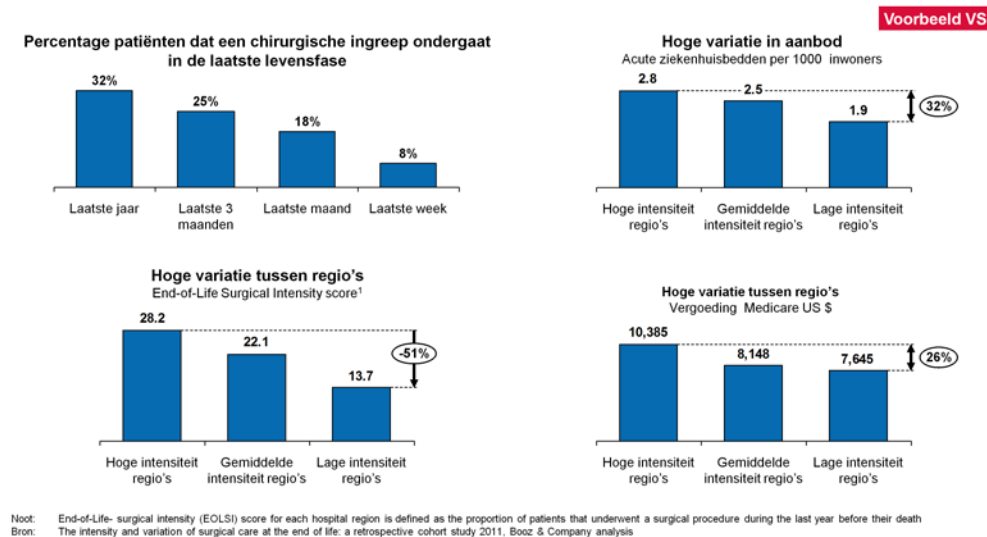 Voorbeeld VS
Percentage patiënten dat een chirurgische ingreep ondergaat
in de laatste levensfase
32%
25%
18%
8%
Laatste jaar
Laatste 3
maanden
Laatste maand
Laatste week
Hoge variatie in aanbod
Acute ziekenhuisbedden per 1000 inwoners
2.8
2.5
1.9
32%
Hoge intensiteit
regio's
Gemiddelde
intensiteit regio's
Lage intensiteit
regio's
Hoge variatie tussen regio's
End-of-Life Surgical Intensity score1
28.2
22.1
13.7
-51%
Hoge intensiteit
regio's
Gemiddelde
intensiteit regio's
Lage intensiteit
regio's
Hoge variatie tussen regio's
Vergoeding Medicare US $
10,385
8,148
7,645
26%
Hoge intensiteit
regio's
Gemiddelde
intensiteit regio's
Lage intensiteit
regio's
Noot: End-of-Life- surgical intensity (EOLSI) score for each hospital region is defined as the proportion of patients that underwent a surgical procedure during the last year before their death
Bron: The intensity and variation of surgical care at the end of life: a retrospective cohort study 2011, Booz & Company analysis